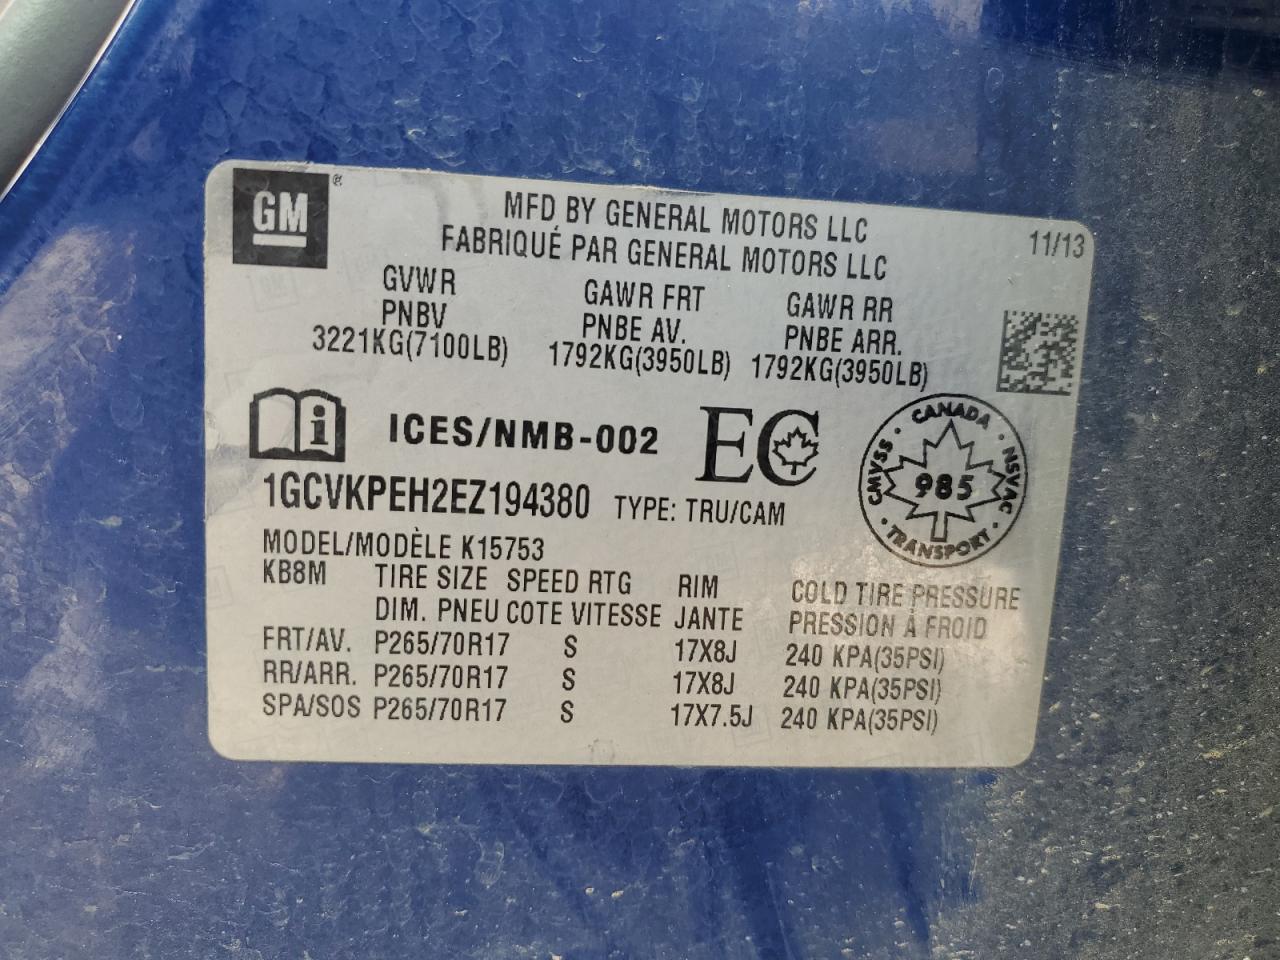 GM ®
MFD BY GENERAL MOTORS LLC
FABRIQUÉ PAR GENERAL MOTORS LLC
11/13
GVWR GAWR FRT GAWR RR
PNBV PNBE AV. PNBE ARR.
3221KG(7100LB) 1792KG(3950LB) 1792KG(3950LB)
i ICES/NMB-002 EC
CANADA
CMVSS · NSVAC
985
TRANSPORT
1GCVKPEH2EZ194380 TYPE: TRU/CAM
MODEL/MODÈLE K15753
KB8M TIRE SIZE SPEED RTG RIM COLD TIRE PRESSURE
DIM. PNEU COTE VITESSE JANTE PRESSION À FROID
FRT/AV. P265/70R17 S 17X8J 240 KPA(35PSI)
RR/ARR. P265/70R17 S 17X8J 240 KPA(35PSI)
SPA/SOS P265/70R17 S 17X7.5J 240 KPA(35PSI)